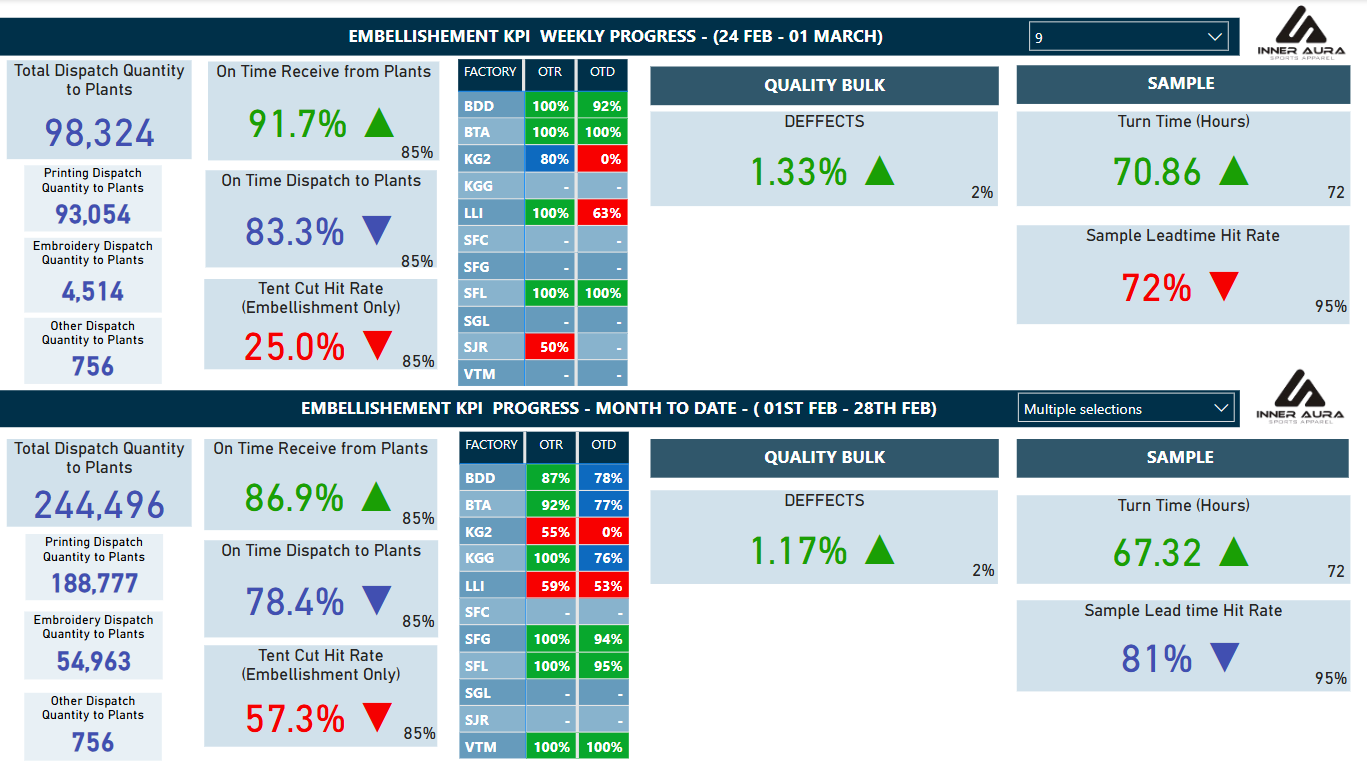 EMBELLISHEMENT KPI WEEKLY PROGRESS - (24 FEB - 01 MARCH)
9
INNER AURA
SPORTS APPAREL
Total Dispatch Quantity
to Plants
98,324
Printing Dispatch
Quantity to Plants
93,054
Embroidery Dispatch
Quantity to Plants
4,514
Other Dispatch
Quantity to Plants
756
On Time Receive from Plants
91.7%
85%
On Time Dispatch to Plants
83.3%
85%
Tent Cut Hit Rate
(Embellishment Only)
25.0%
85%
FACTORY OTR OTD
BDD 100% 92%
BTA 100% 100%
KG2 80% 0%
KGG - -
LLI 100% 63%
SFC - -
SFG - -
SFL 100% 100%
SGL - -
SJR 50% -
VTM - -
QUALITY BULK
DEFFECTS
1.33%
2%
SAMPLE
Turn Time (Hours)
70.86
72
Sample Leadtime Hit Rate
72%
95%
EMBELLISHEMENT KPI PROGRESS - MONTH TO DATE - ( 01ST FEB - 28TH FEB)
Multiple selections
INNER AURA
SPORTS APPAREL
Total Dispatch Quantity
to Plants
244,496
Printing Dispatch
Quantity to Plants
188,777
Embroidery Dispatch
Quantity to Plants
54,963
Other Dispatch
Quantity to Plants
756
On Time Receive from Plants
86.9%
85%
On Time Dispatch to Plants
78.4%
85%
Tent Cut Hit Rate
(Embellishment Only)
57.3%
85%
FACTORY OTR OTD
BDD 87% 78%
BTA 92% 77%
KG2 55% 0%
KGG 100% 76%
LLI 59% 53%
SFC - -
SFG 100% 94%
SFL 100% 95%
SGL - -
SJR - -
VTM 100% 100%
QUALITY BULK
DEFFECTS
1.17%
2%
SAMPLE
Turn Time (Hours)
67.32
72
Sample Lead time Hit Rate
81%
95%